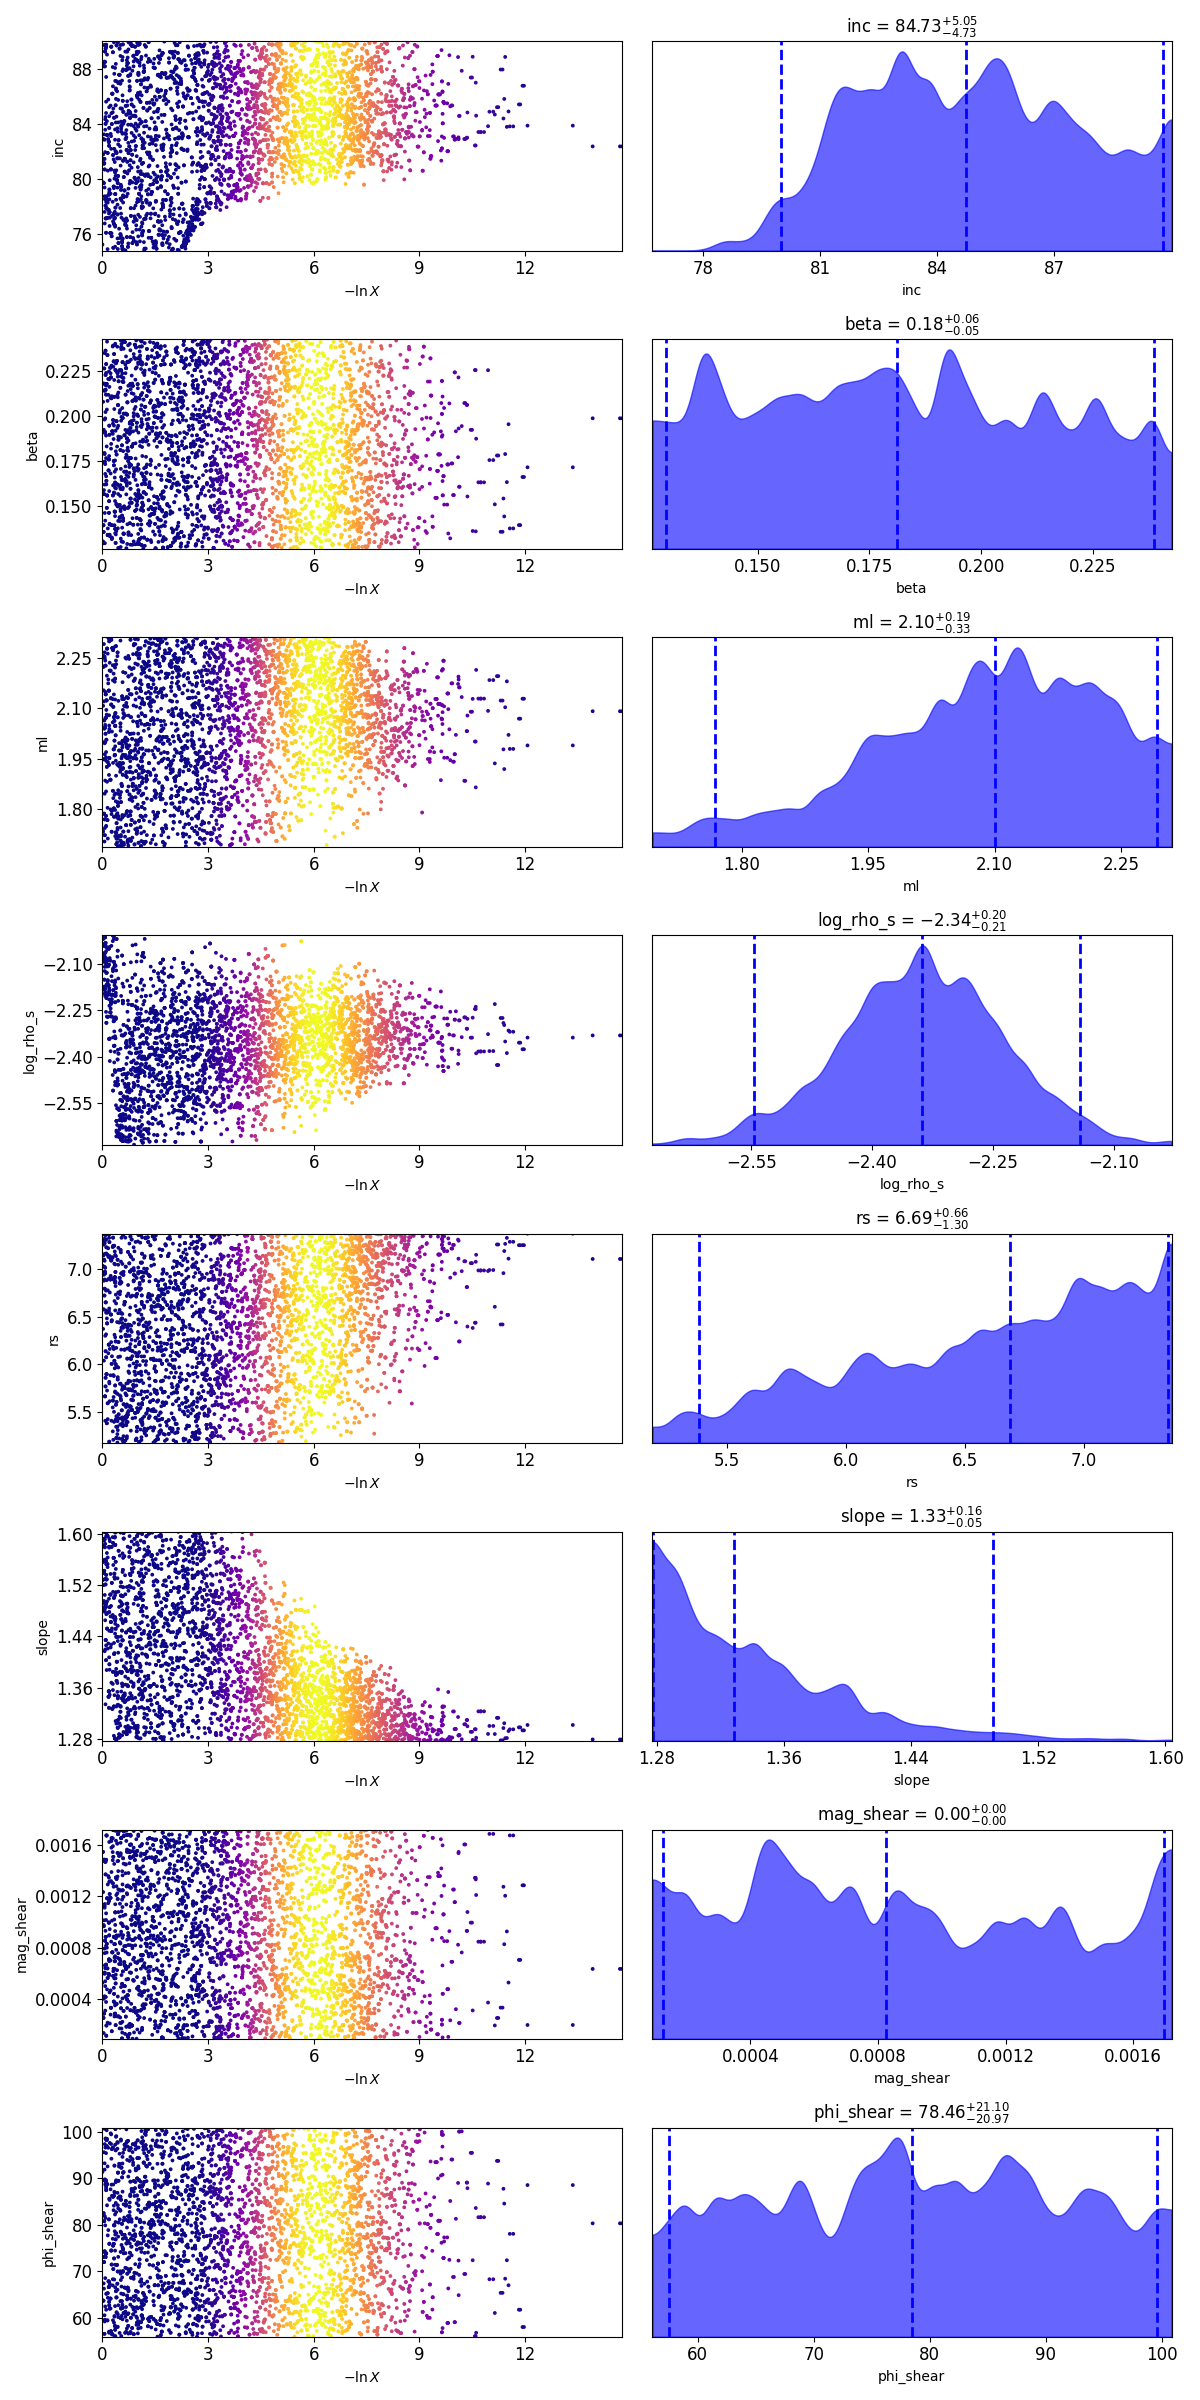 inc = 84.73+5.05−4.73
88
84
80
76
inc
0 3 6 9 12
78 81 84 87
−ln X
inc
beta = 0.18+0.06−0.05
0.225
0.200
0.175
0.150
beta
0 3 6 9 12
0.150 0.175 0.200 0.225
−ln X
beta
ml = 2.10+0.19−0.33
2.25
2.10
1.95
1.80
ml
0 3 6 9 12
1.80 1.95 2.10 2.25
−ln X
ml
log_rho_s = −2.34+0.20−0.21
−2.10
−2.25
−2.40
−2.55
log_rho_s
0 3 6 9 12
−2.55 −2.40 −2.25 −2.10
−ln X
log_rho_s
rs = 6.69+0.66−1.30
7.0
6.5
6.0
5.5
rs
0 3 6 9 12
5.5 6.0 6.5 7.0
−ln X
rs
slope = 1.33+0.16−0.05
1.60
1.52
1.44
1.36
1.28
slope
0 3 6 9 12
1.28 1.36 1.44 1.52 1.60
−ln X
slope
mag_shear = 0.00+0.00−0.00
0.0016
0.0012
0.0008
0.0004
mag_shear
0 3 6 9 12
0.0004 0.0008 0.0012 0.0016
−ln X
mag_shear
phi_shear = 78.46+21.10−20.97
100
90
80
70
60
phi_shear
0 3 6 9 12
60 70 80 90 100
−ln X
phi_shear